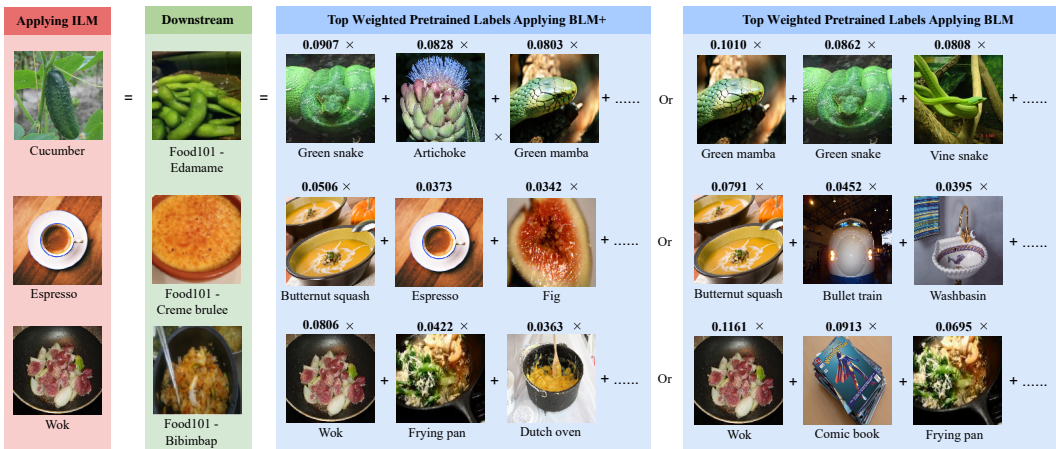 Applying ILM
Downstream
Top Weighted Pretrained Labels Applying BLM+
Top Weighted Pretrained Labels Applying BLM
0.0907 × 0.0828 × 0.0803 × 0.1010 × 0.0862 × 0.0808 ×
= = + + + ...... Or + + + ......
×
Cucumber
Food101 -
Edamame
Green snake Artichoke Green mamba Green mamba Green snake Vine snake
0.0506 × 0.0373 0.0342 × 0.0791 × 0.0452 × 0.0395 ×
+ + + ...... Or + + + ......
Espresso
Food101 -
Creme brulee
Butternut squash Espresso Fig Butternut squash Bullet train Washbasin
0.0806 × 0.0422 × 0.0363 × 0.1161 × 0.0913 × 0.0695 ×
+ + + ...... Or + + + ......
Wok
Food101 -
Bibimbap
Wok Frying pan Dutch oven Wok Comic book Frying pan